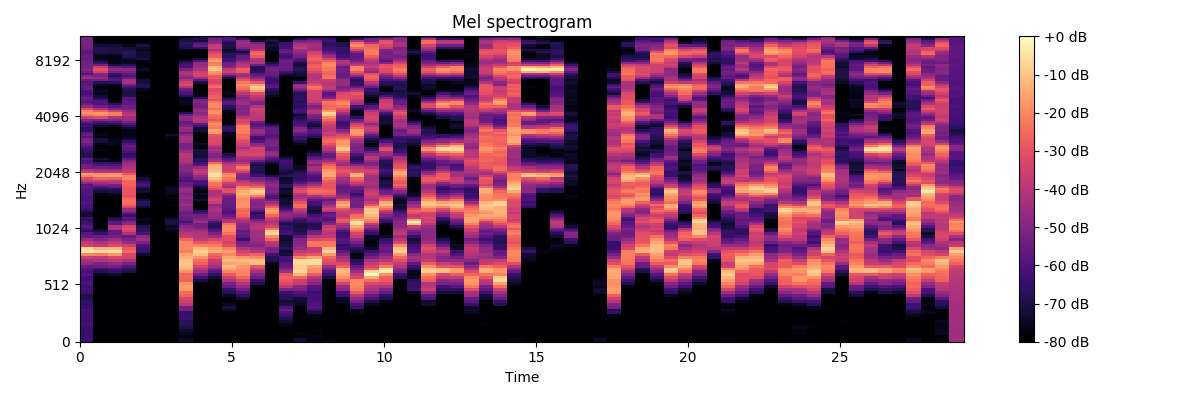 Mel spectrogram
8192
4096
2048
1024
512
0
Hz
0 5 10 15 20 25
Time
+0 dB
-10 dB
-20 dB
-30 dB
-40 dB
-50 dB
-60 dB
-70 dB
-80 dB